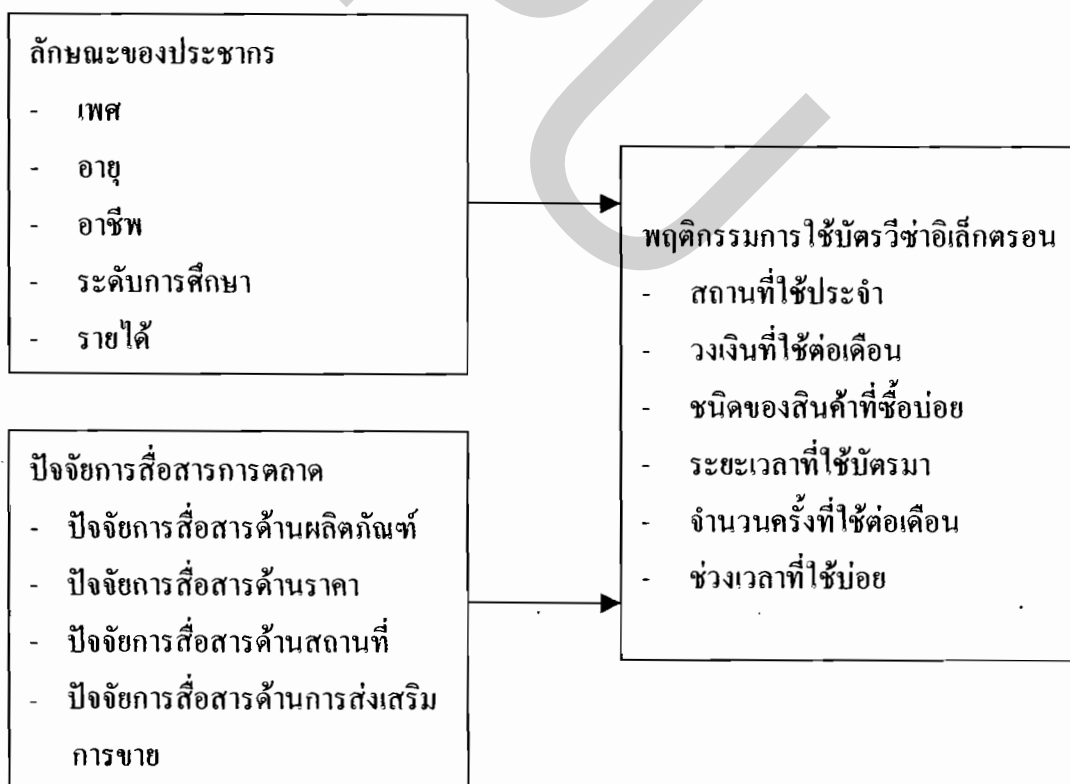 ลักษณะของประชากร
- เพศ
- อายุ
- อาชีพ
- ระดับการศึกษา
- รายได้
ปัจจัยการสื่อสารการตลาด
- ปัจจัยการสื่อสารด้านผลิตภัณฑ์
- ปัจจัยการสื่อสารด้านราคา
- ปัจจัยการสื่อสารด้านสถานที่
- ปัจจัยการสื่อสารด้านการส่งเสริม
การขาย
พฤติกรรมการใช้บัตรวีซ่าอิเล็กตรอน
- สถานที่ใช้ประจำ
- วงเงินที่ใช้ต่อเดือน
- ชนิดของสินค้าที่ซื้อบ่อย
- ระยะเวลาที่ใช้บัตรมา
- จำนวนครั้งที่ใช้ต่อเดือน
- ช่วงเวลาที่ใช้บ่อย